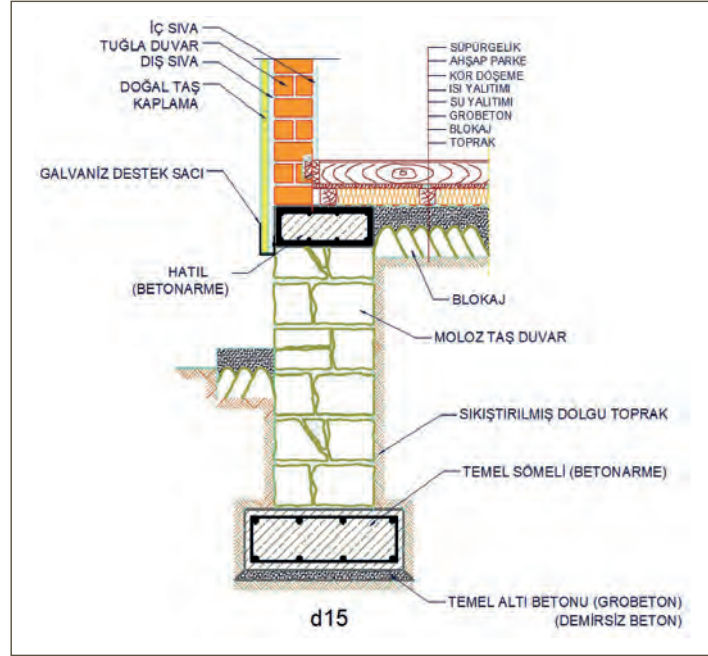 İÇ SIVA
TUĞLA DUVAR
DIŞ SIVA
DOĞAL TAŞ
KAPLAMA
GALVANİZ DESTEK SACI
HATIL
(BETONARME)
SÜPÜRGELİK
AHŞAP PARKE
KÖR DÖŞEME
ISI YALITIMI
SU YALITIMI
GROBETON
BLOKAJ
TOPRAK
BLOKAJ
MOLOZ TAŞ DUVAR
SIKIŞTIRILMIŞ DOLGU TOPRAK
TEMEL SÖMELİ (BETONARME)
TEMEL ALTI BETONU (GROBETON)
(DEMİRSİZ BETON)
d15